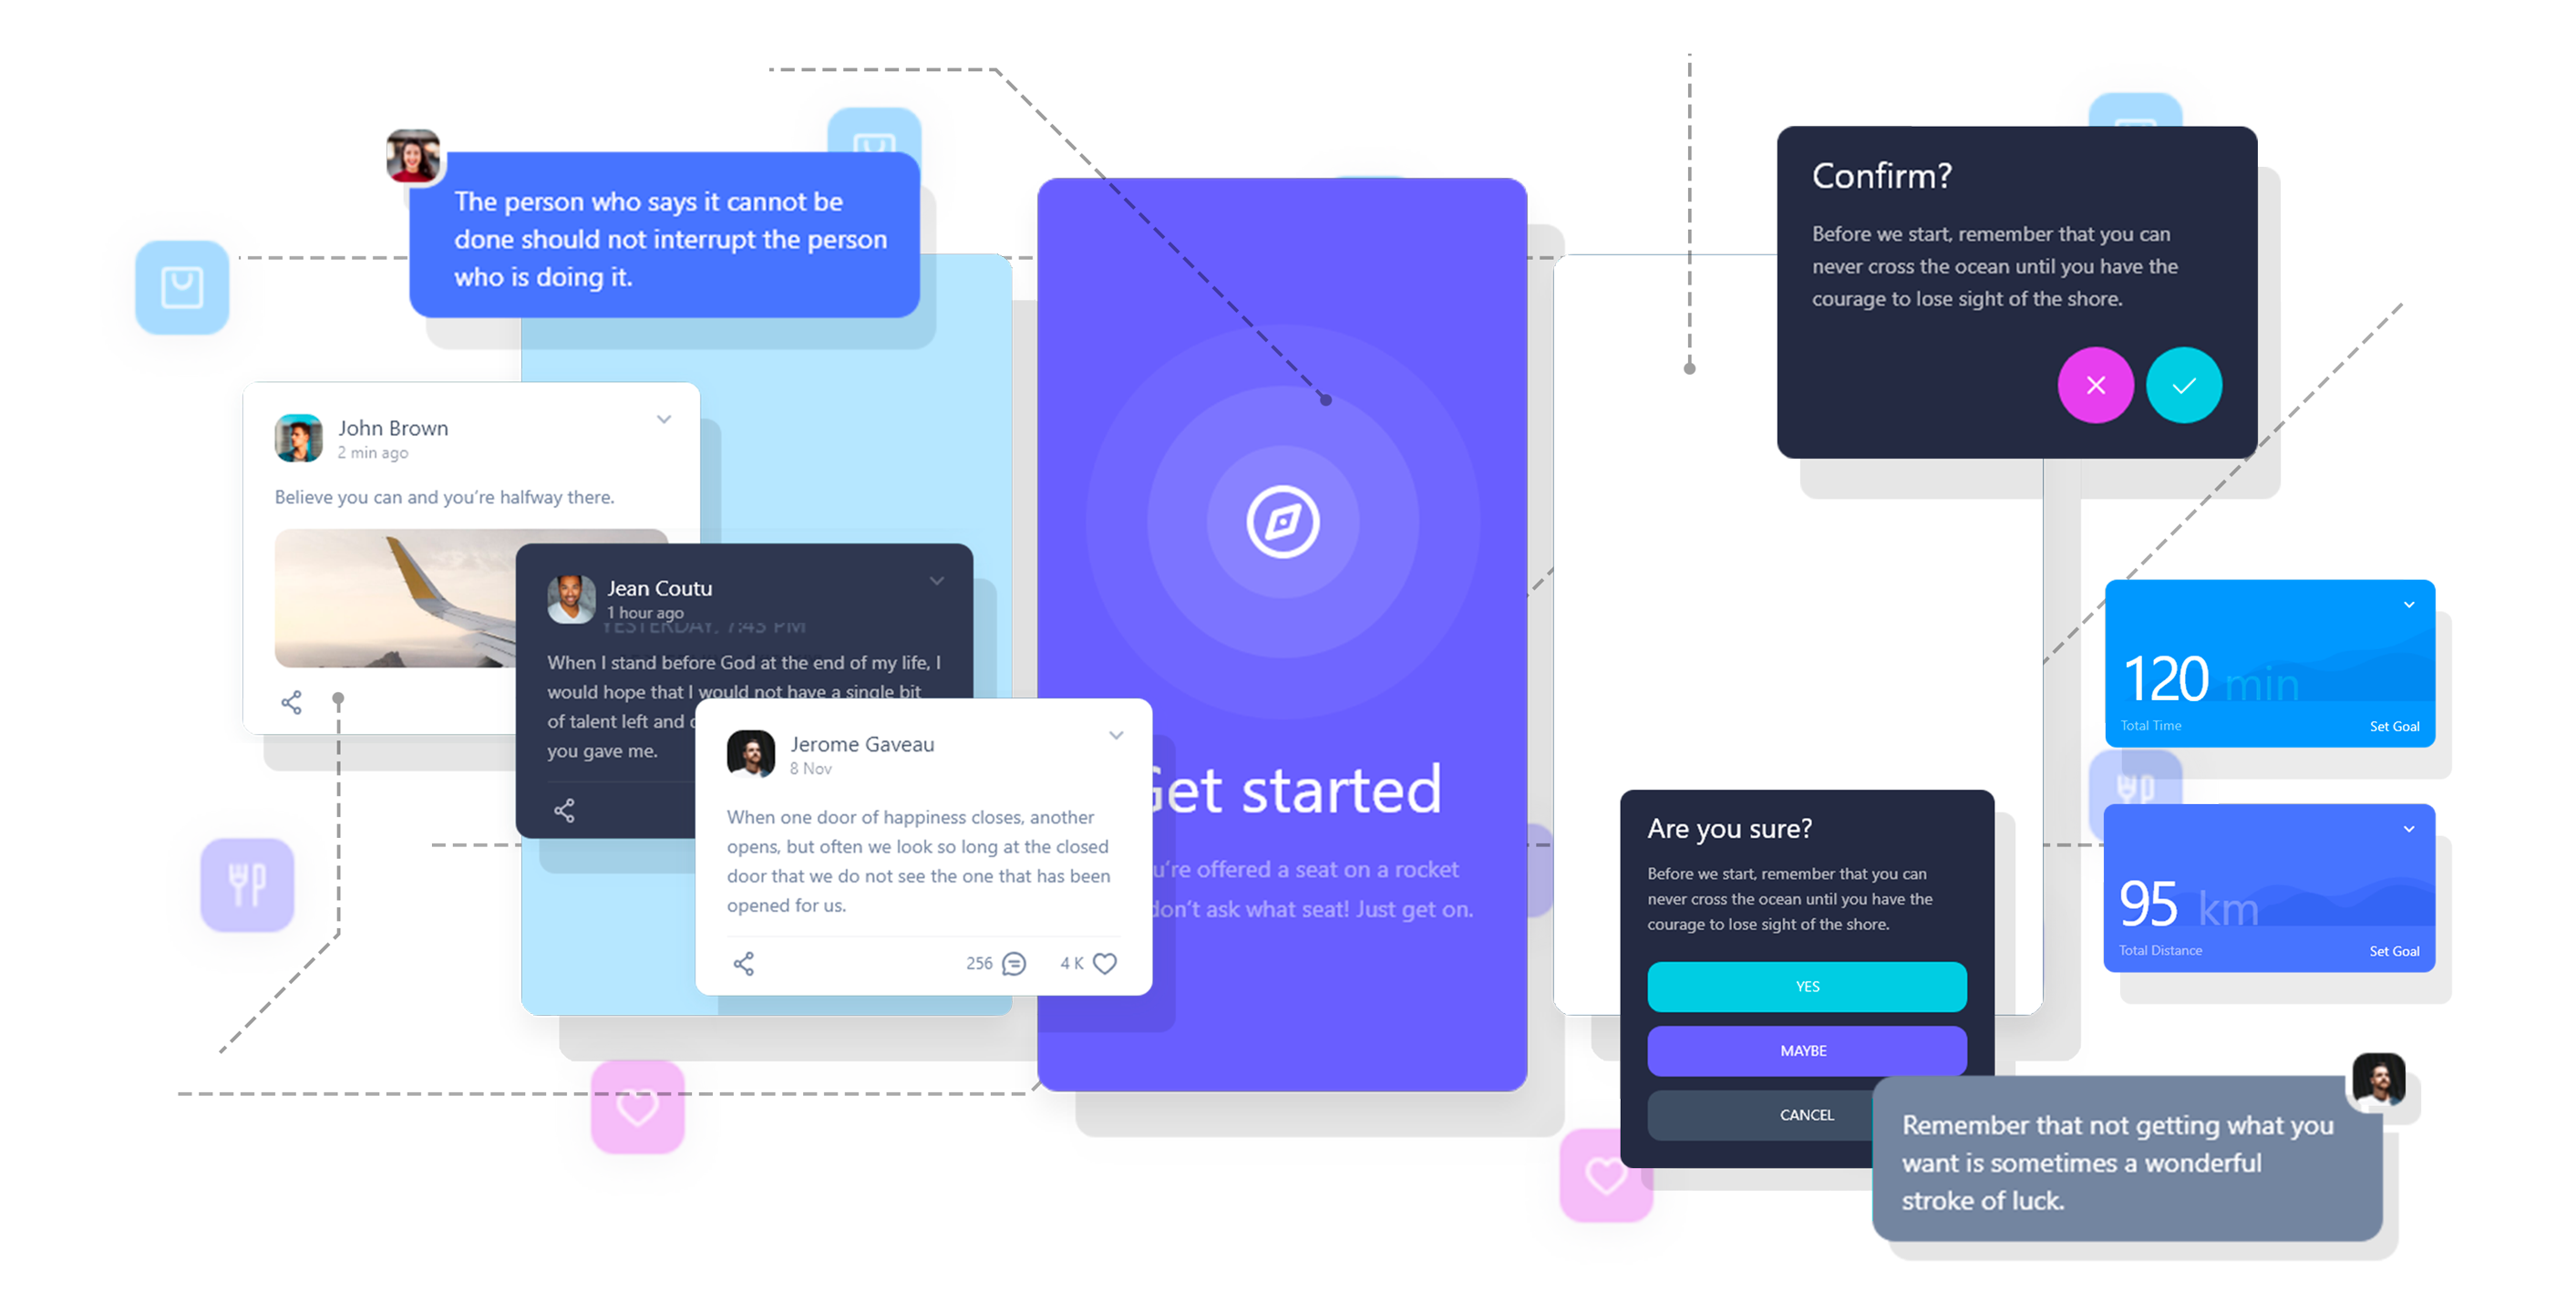 The person who says it cannot be
done should not interrupt the person
who is doing it.
John Brown
2 min ago
Believe you can and you're halfway there.
Jean Coutu
1 hour ago
YESTERDAY, 7:43 PM
When I stand before God at the end of my life, I
would hope that I would not have a single bit
of talent left and
you gave me.
Jerome Gaveau
8 Nov
When one door of happiness closes, another
opens, but often we look so long at the closed
door that we do not see the one that has been
opened for us.
256
4 K
Get started
u're offered a seat on a rocket
don't ask what seat! Just get on.
Confirm?
Before we start, remember that you can
never cross the ocean until you have the
courage to lose sight of the shore.
120 min
Total Time
Set Goal
95 km
Total Distance
Set Goal
Are you sure?
Before we start, remember that you can
never cross the ocean until you have the
courage to lose sight of the shore.
YES
MAYBE
CANCEL
Remember that not getting what you
want is sometimes a wonderful
stroke of luck.